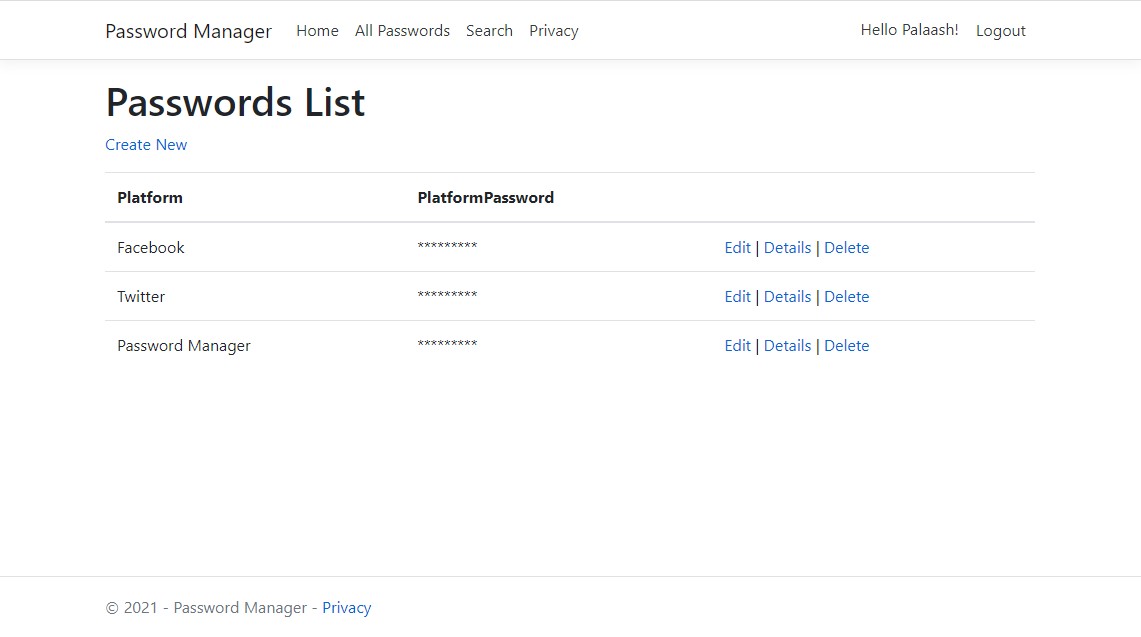 Password Manager Home All Passwords Search Privacy Hello Palaash! Logout
Passwords List
Create New
Platform PlatformPassword
Facebook ********* Edit | Details | Delete
Twitter ********* Edit | Details | Delete
Password Manager ********* Edit | Details | Delete
© 2021 - Password Manager - Privacy